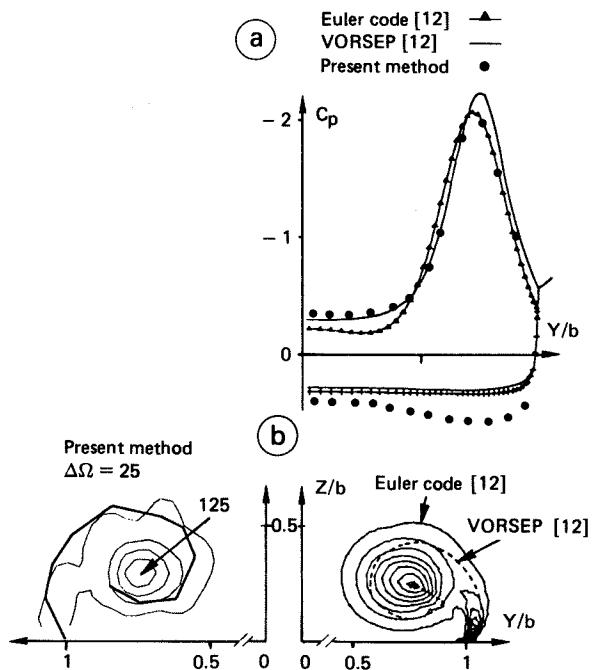 Euler code [12]
VORSEP [12]
Present method
a
Cp
− 2
− 1
0
Y/b
b
Present method
ΔΩ = 25
125
Z/b
0.5
Euler code [12]
VORSEP [12]
Y/b
1
0.5
0
0
0.5
1